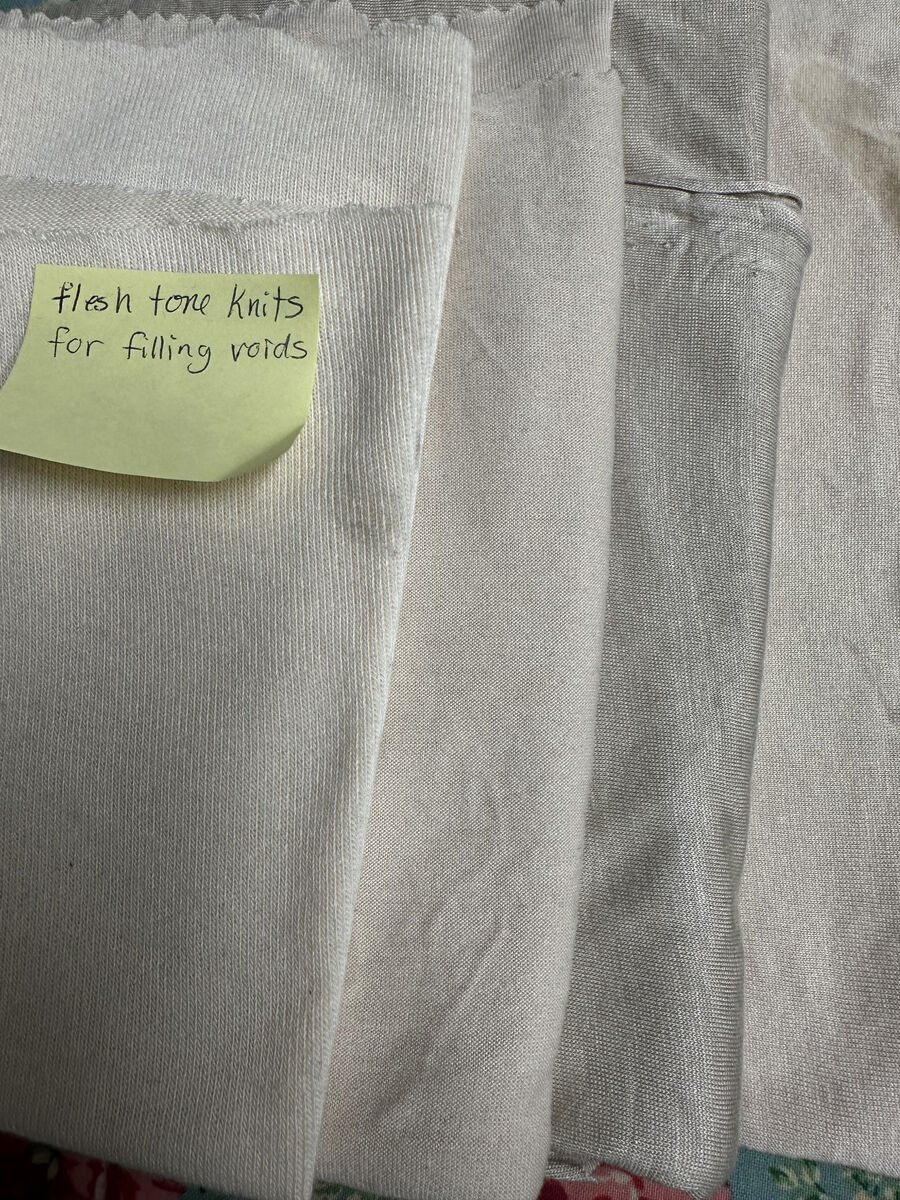 flesh tone knits
for filling voids